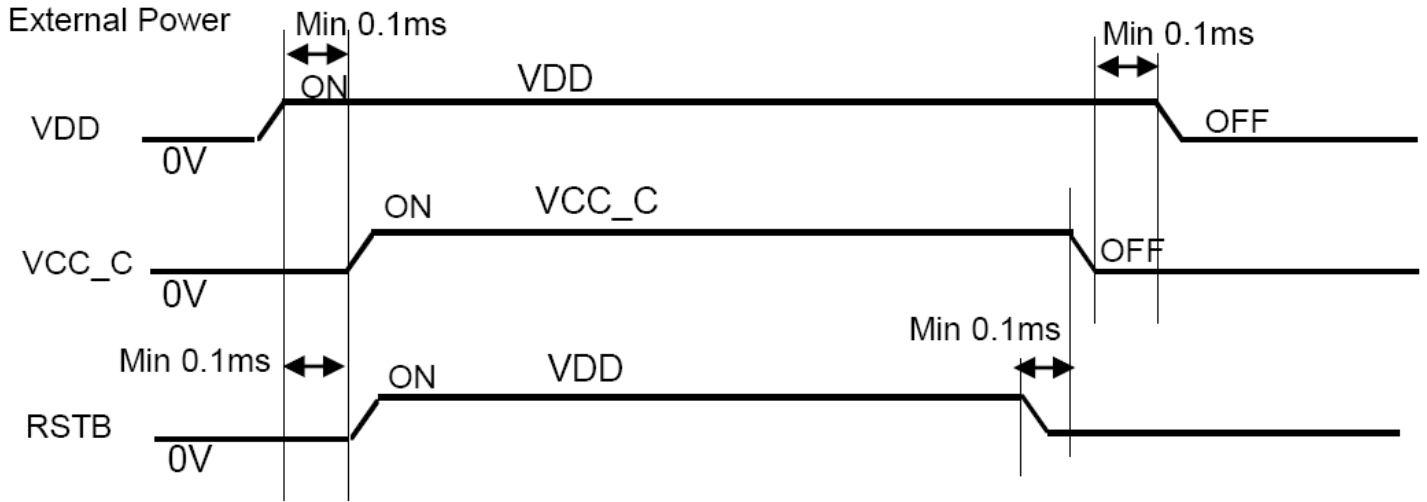 External Power
Min 0.1ms
Min 0.1ms
ON
VDD
VDD
OFF
0V
ON
VCC_C
VCC_C
OFF
0V
Min 0.1ms
Min 0.1ms
ON
VDD
RSTB
0V